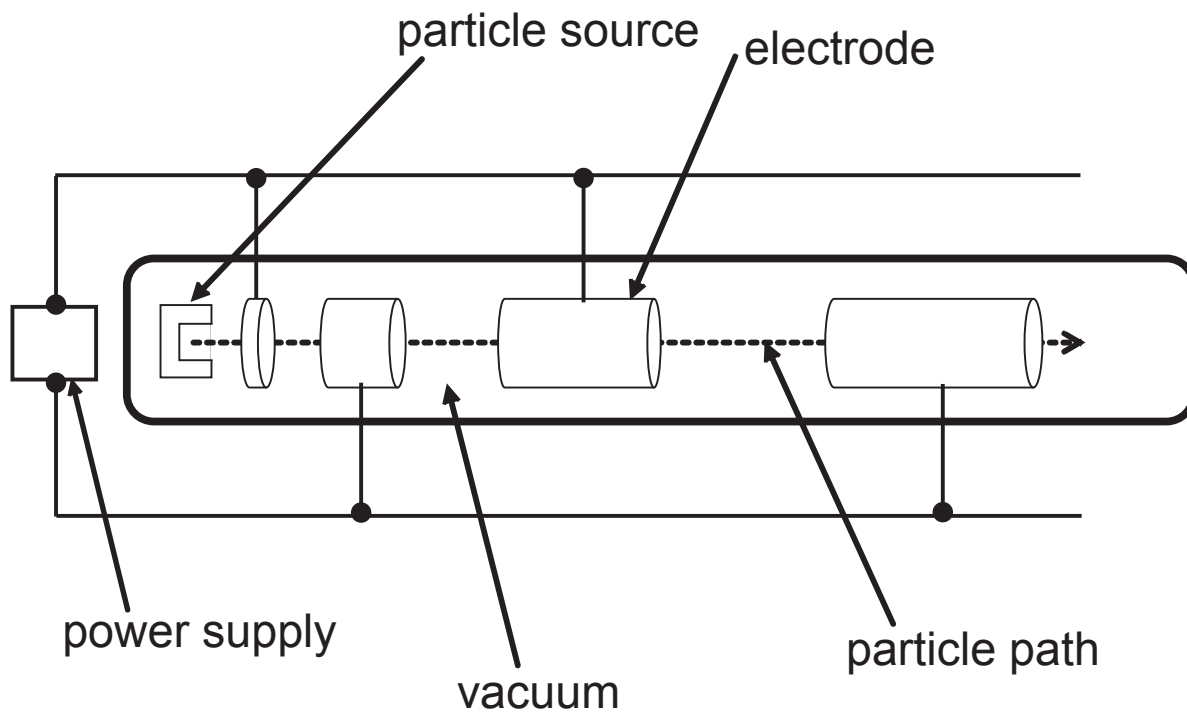 particle source
electrode
power supply
vacuum
particle path